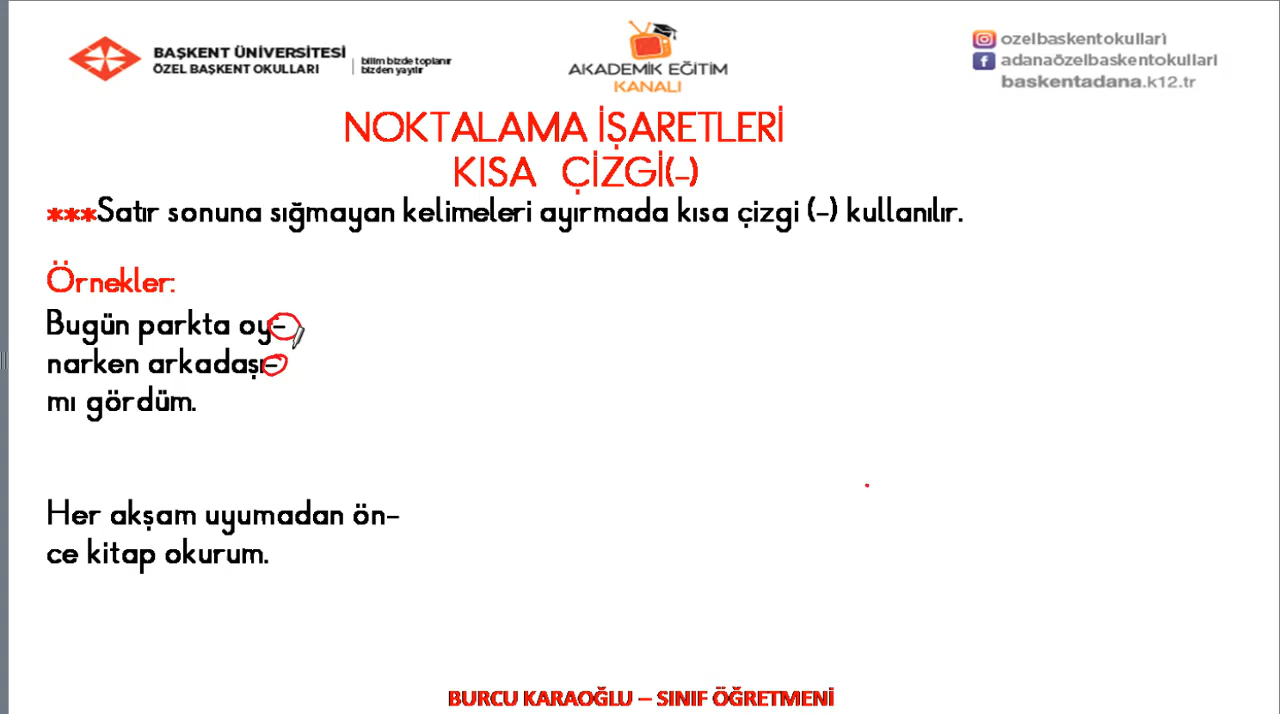 BAŞKENT ÜNİVERSİTESİ
ÖZEL BAŞKENT OKULLARI
bilim bizde toplanır
bizden yayılır
AKADEMİK EĞİTİM
KANALI
ozelbaskentokullari
adanaözelbaskentokullari
baskentadana.k12.tr
NOKTALAMA İŞARETLERİ
KISA ÇİZGİ(-)
***Satır sonuna sığmayan kelimeleri ayırmada kısa çizgi (-) kullanılır.
Örnekler:
Bugün parkta oy-
narken arkadaşı-
mı gördüm.
Her akşam uyumadan ön-
ce kitap okurum.
BURCU KARAOĞLU – SINIF ÖĞRETMENİ